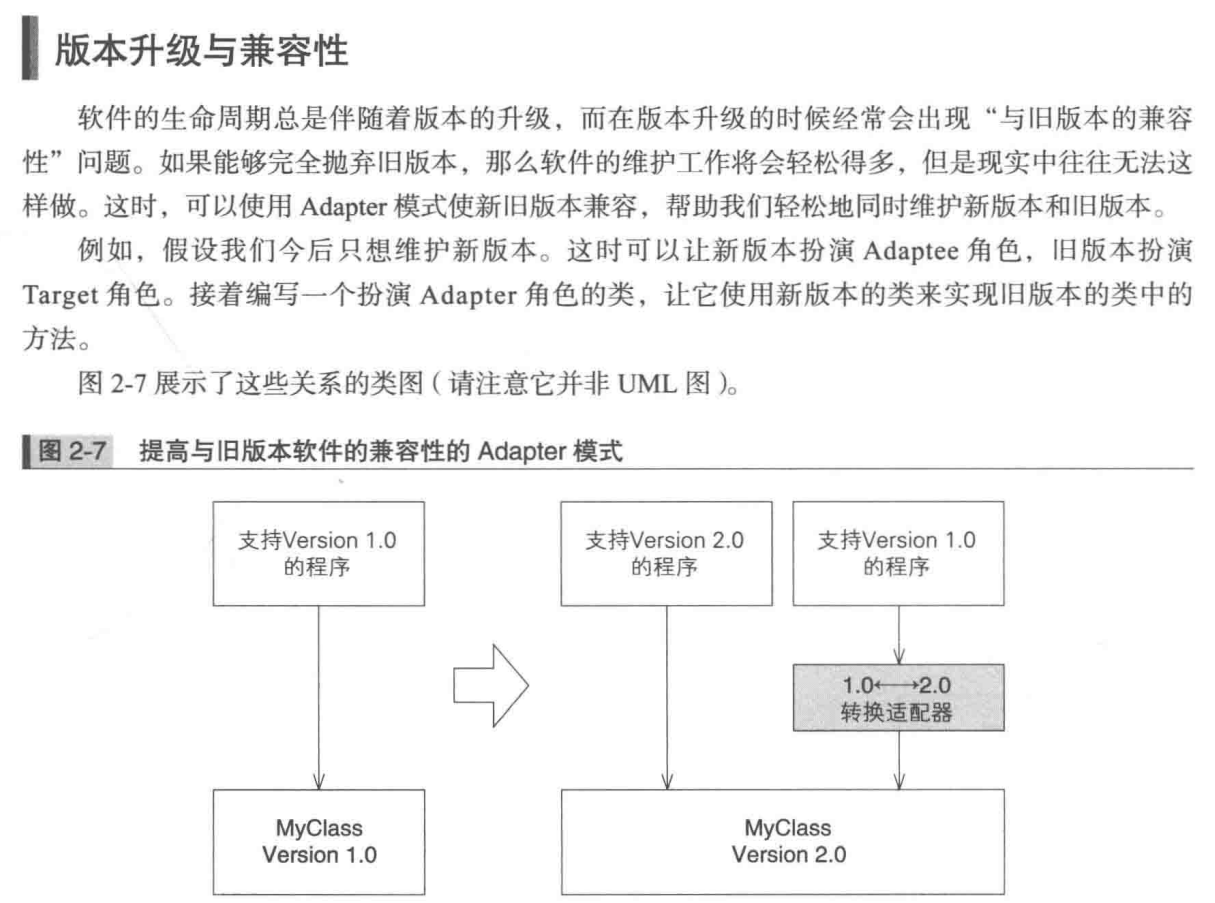 版本升级与兼容性
软件的生命周期总是伴随着版本的升级，而在版本升级的时候经常会出现“与旧版本的兼容
性”问题。如果能够完全抛弃旧版本，那么软件的维护工作将会轻松得多，但是现实中往往无法这
样做。这时，可以使用 Adapter 模式使新旧版本兼容，帮助我们轻松地同时维护新版本和旧版本。
例如，假设我们今后只想维护新版本。这时可以让新版本扮演 Adaptee 角色，旧版本扮演
Target 角色。接着编写一个扮演 Adapter 角色的类，让它使用新版本的类来实现旧版本的类中的
方法。
图 2-7 展示了这些关系的类图（请注意它并非 UML 图）。
图 2-7 提高与旧版本软件的兼容性的 Adapter 模式
支持Version 1.0
的程序
支持Version 2.0
的程序
支持Version 1.0
的程序
1.0←→2.0
转换适配器
MyClass
Version 1.0
MyClass
Version 2.0